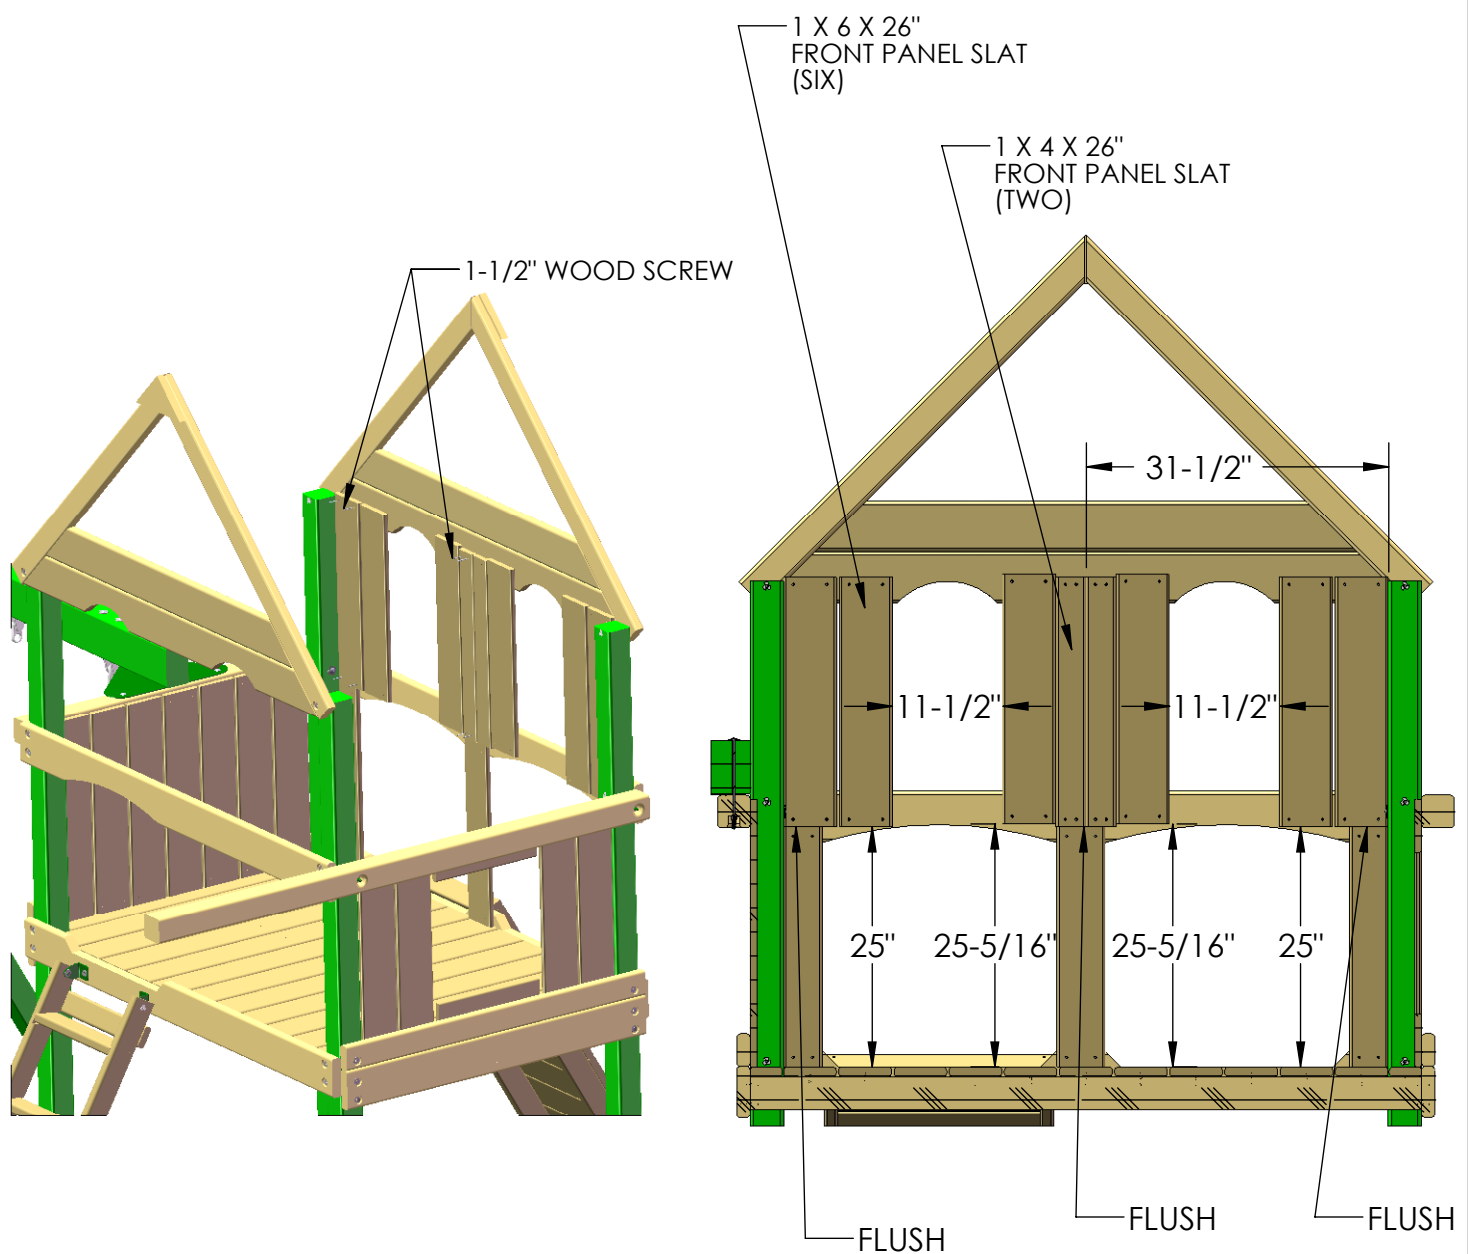 1 X 6 X 26"
FRONT PANEL SLAT
(SIX)
1 X 4 X 26"
FRONT PANEL SLAT
(TWO)
1-1/2" WOOD SCREW
31-1/2"
11-1/2"
11-1/2"
25"
25-5/16"
25-5/16"
25"
FLUSH
FLUSH
FLUSH